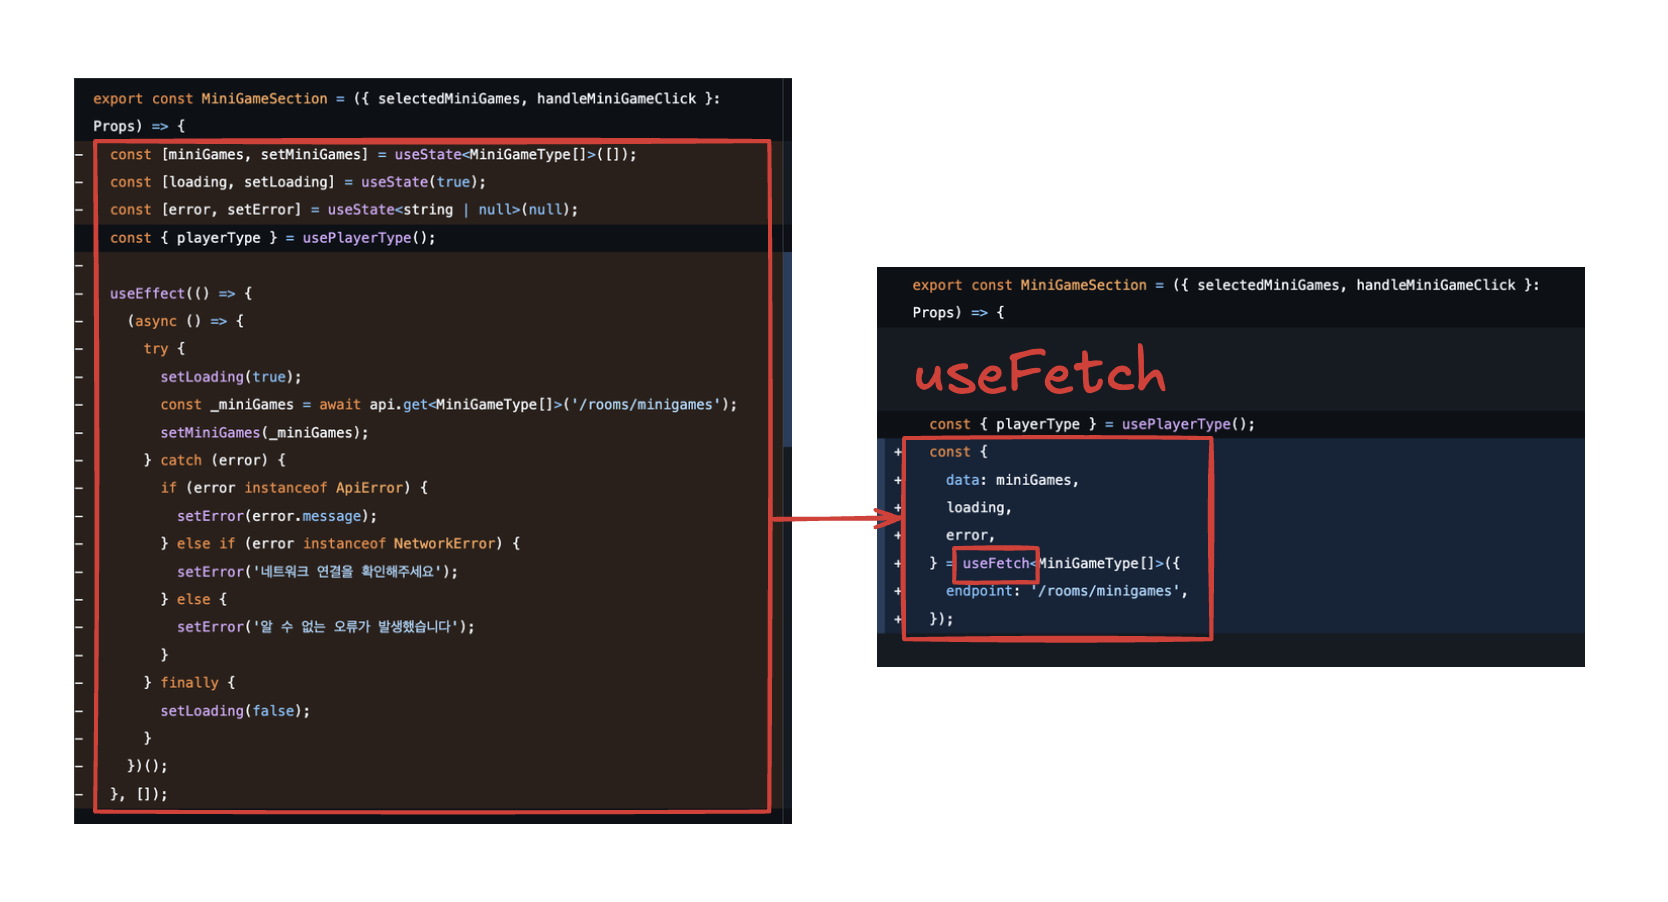 export const MiniGameSection = ({ selectedMiniGames, handleMiniGameClick }:
Props) => {
-  const [miniGames, setMiniGames] = useState<MiniGameType[]>([]);
-  const [loading, setLoading] = useState(true);
-  const [error, setError] = useState<string | null>(null);
  const { playerType } = usePlayerType();
-
-  useEffect(() => {
-    (async () => {
-      try {
-        setLoading(true);
-        const _miniGames = await api.get<MiniGameType[]>('/rooms/minigames');
-        setMiniGames(_miniGames);
-      } catch (error) {
-        if (error instanceof ApiError) {
-          setError(error.message);
-        } else if (error instanceof NetworkError) {
-          setError('네트워크 연결을 확인해주세요');
-        } else {
-          setError('알 수 없는 오류가 발생했습니다');
-        }
-      } finally {
-        setLoading(false);
-      }
-    })();
-  }, []);
export const MiniGameSection = ({ selectedMiniGames, handleMiniGameClick }:
Props) => {
useFetch
  const { playerType } = usePlayerType();
+  const {
+    data: miniGames,
+    loading,
+    error,
+  } = useFetch<MiniGameType[]>({
+    endpoint: '/rooms/minigames',
+  });